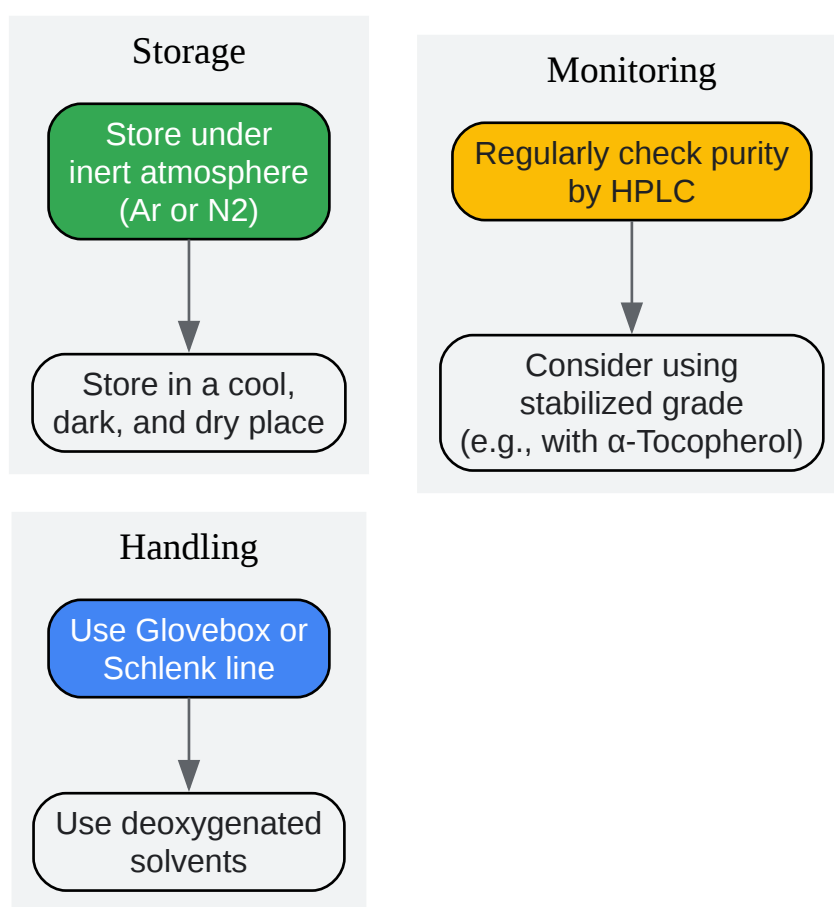 Storage
Store under
inert atmosphere
(Ar or N2)
Store in a cool,
dark, and dry place
Monitoring
Regularly check purity
by HPLC
Consider using
stabilized grade
(e.g., with α-Tocopherol)
Handling
Use Glovebox or
Schlenk line
Use deoxygenated
solvents